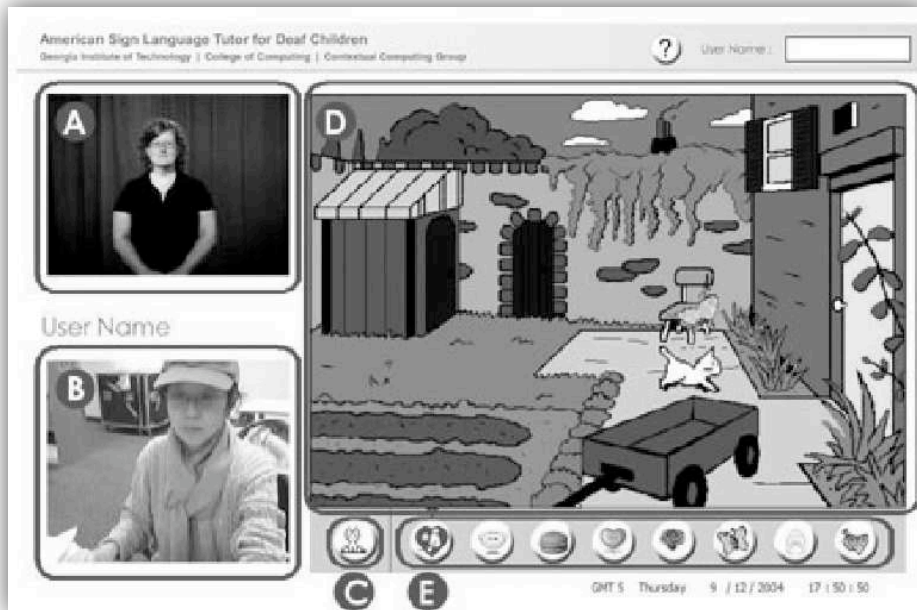 American Sign Language Tutor for Deaf Children
Georgia Institute of Technology | College of Computing | Contextual Computing Group
?
User Name :
A
D
User Name
B
C
E
GMT 5 Thursday 9 / 12 / 2004 17 : 50 : 50